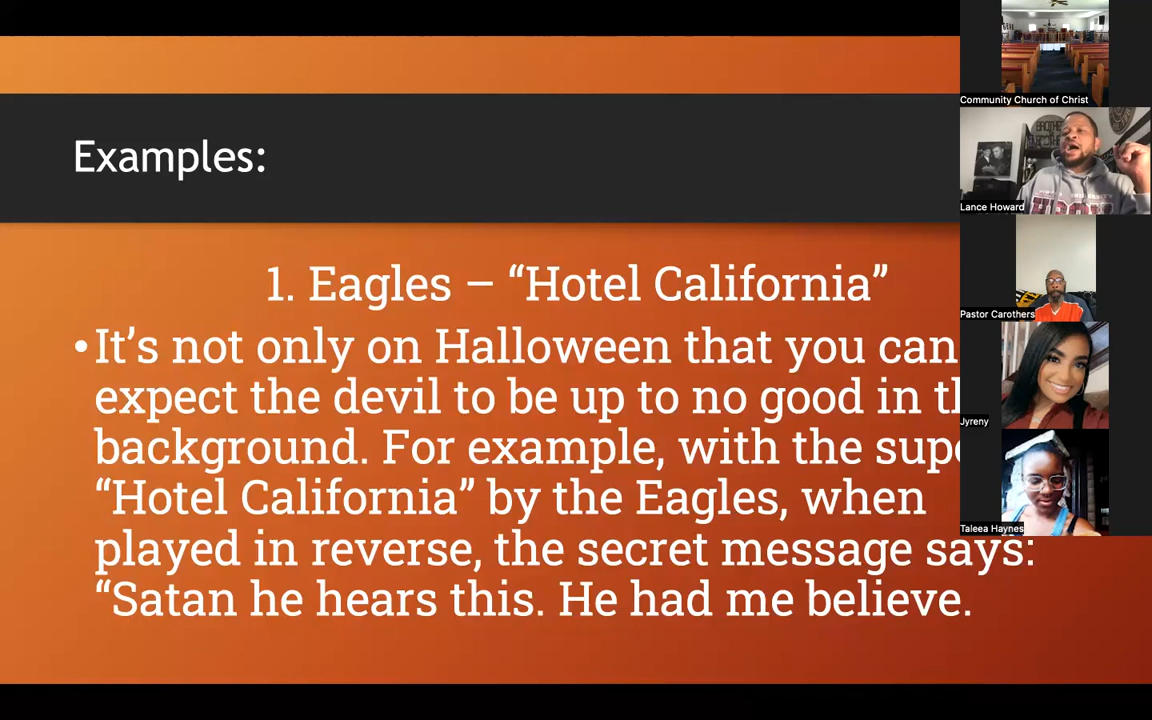 Examples:
1. Eagles – “Hotel California”
•It’s not only on Halloween that you can
expect the devil to be up to no good in
background. For example, with the
“Hotel California” by the Eagles, when
played in reverse, the secret message says:
“Satan he hears this. He had me believe.
Community Church of Christ
Lance Howard
Pastor Carothers
Jyreny
Taleea Haynes